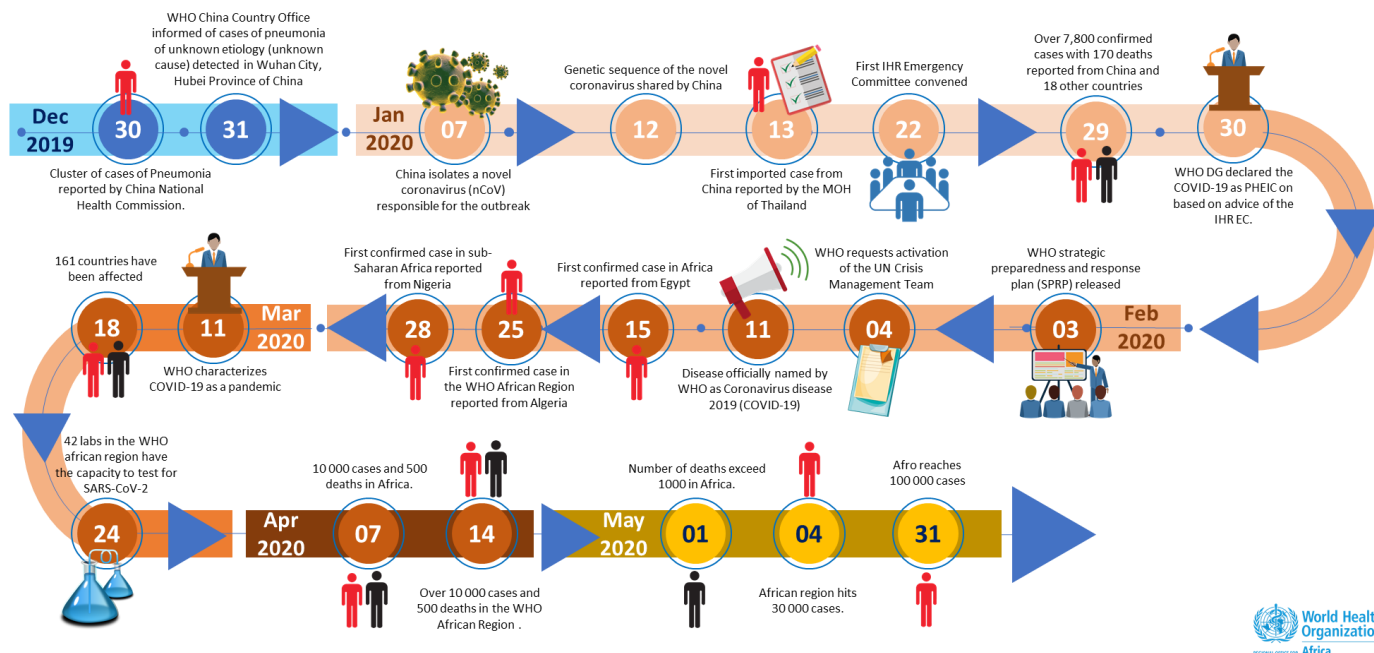 WHO China Country Office
informed of cases of pneumonia
of unknown etiology (unknown
cause) detected in Wuhan City,
Hubei Province of China
Dec
2019
30
31
Cluster of cases of Pneumonia
reported by China National
Health Commission.
Jan
2020
07
China isolates a novel
coronavirus (nCoV)
responsible for the outbreak
Genetic sequence of the novel
coronavirus shared by China
12
13
First imported case from
China reported by the MOH
of Thailand
First IHR Emergency
Committee convened
22
Over 7,800 confirmed
cases with 170 deaths
reported from China and
18 other countries
29
30
WHO DG declared the
COVID-19 as PHEIC on
based on advice of the
IHR EC.
Feb
2020
WHO strategic
preparedness and response
plan (SPRP) released
03
WHO requests activation
of the UN Crisis
Management Team
04
11
Disease officially named by
WHO as Coronavirus disease
2019 (COVID-19)
First confirmed case in Africa
reported from Egypt
15
25
First confirmed case in
the WHO African Region
reported from Algeria
First confirmed case in sub-
Saharan Africa reported
from Nigeria
28
Mar
2020
11
WHO characterizes
COVID-19 as a pandemic
161 countries have
been affected
18
42 labs in the WHO
african region have
the capacity to test for
SARS-CoV-2
24
Apr
2020
10 000 cases and 500
deaths in Africa.
07
14
Over 10 000 cases and
500 deaths in the WHO
African Region .
May
2020
Number of deaths exceed
1000 in Africa.
01
04
African region hits
30 000 cases.
Afro reaches
100 000 cases
31
World Healt
Organizatio
Africa